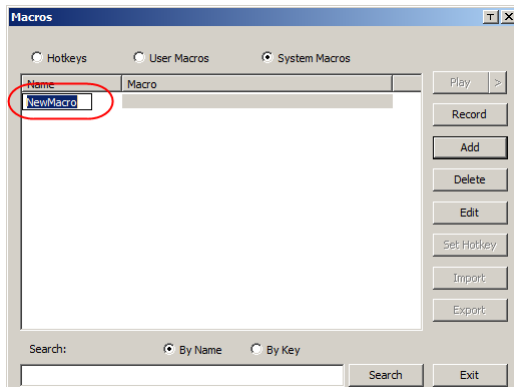 Macros
T X
Hotkeys User Macros System Macros
Name Macro
NewMacro
Play >
Record
Add
Delete
Edit
Set Hotkey
Import
Export
Search: By Name By Key
Search Exit